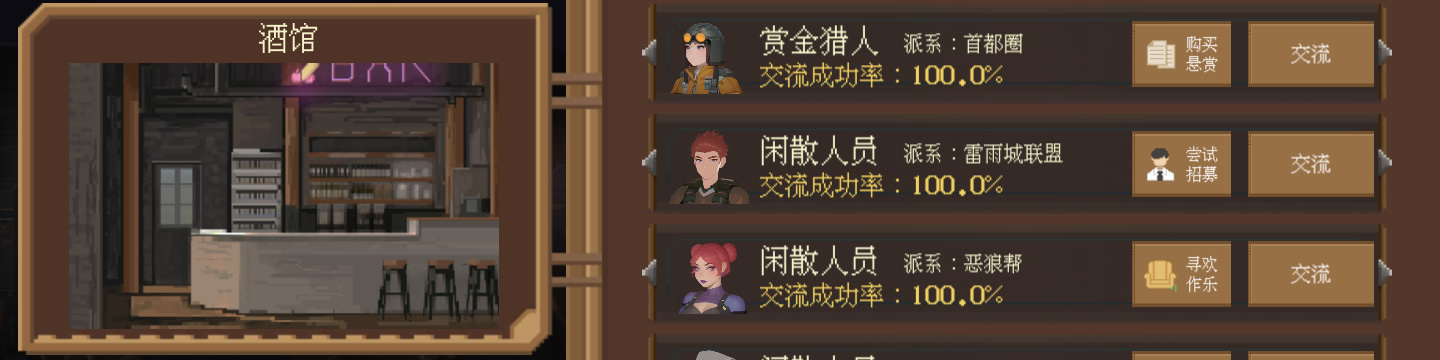 酒馆
BAR
赏金猎人 派系：首都圈
交流成功率：100.0%
购买
悬赏
交流
闲散人员 派系：雷雨城联盟
交流成功率：100.0%
尝试
招募
交流
闲散人员 派系：恶狼帮
交流成功率：100.0%
寻欢
作乐
交流